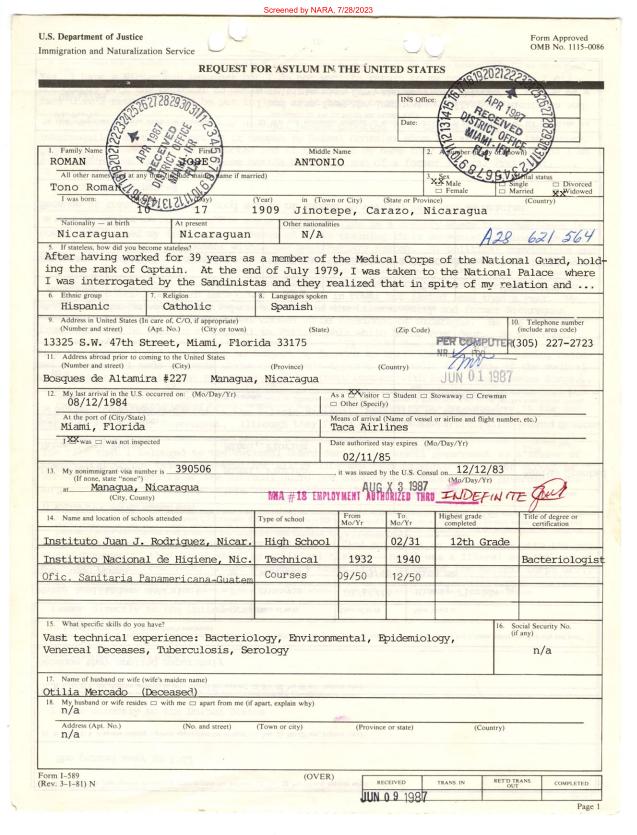 Screened by NARA, 7/28/2023
U.S. Department of Justice
Immigration and Naturalization Service
Form Approved
OMB No. 1115-0086
REQUEST FOR ASYLUM IN THE UNITED STATES
INS Office:
Date:
APR 1987
RECEIVED
DISTRICT OFFICE
APR 1987
RECEIVED
DISTRICT OFFICE
MIAMI
FLA.
1. Family Name First Middle Name
ROMAN JOSE ANTONIO
2.
All other names
Tono Roman
3. Sex Marital status
xx Male □ Single □ Divorced
□ Female □ Married xx Widowed
I was born: (Year) in (Town or City) (State or Province) (Country)
10 17 1909 Jinotepe, Carazo, Nicaragua
Nationality — at birth At present Other nationalities
Nicaraguan Nicaraguan N/A A28 621 564
5. If stateless, how did you become stateless?
After having worked for 39 years as a member of the Medical Corps of the National Guard, hold-
ing the rank of Captain. At the end of July 1979, I was taken to the National Palace where
I was interrogated by the Sandinistas and they realized that in spite of my relation and ...
6. Ethnic group 7. Religion 8. Languages spoken
Hispanic Catholic Spanish
9. Address in United States (In care of, C/O, if appropriate)
(Number and street) (Apt. No.) (City or town) (State) (Zip Code)
10. Telephone number
(include area code)
13325 S.W. 47th Street, Miami, Florida 33175 (305) 227-2723
PER COMPUTER
JUN 01 1987
11. Address abroad prior to coming to the United States
(Number and street) (City) (Province) (Country)
Bosques de Altamira #227 Managua, Nicaragua
12. My last arrival in the U.S. occurred on: (Mo/Day/Yr)
08/12/1984
As a xx Visitor □ Student □ Stowaway □ Crewman
□ Other (Specify)
At the port of (City/State)
Miami, Florida
Means of arrival (Name of vessel or airline and flight number, etc.)
Taca Airlines
I xx was □ was not inspected
Date authorized stay expires (Mo/Day/Yr)
02/11/85
13. My nonimmigrant visa number is 390506, it was issued by the U.S. Consul on 12/12/83
(If none, state "none") (Mo/Day/Yr)
at Managua, Nicaragua
(City, County)
AUG X 3 1987
MIA #18 EMPLOYMENT AUTHORIZED THRU INDEFINITE
14. Name and location of schools attended Type of school From Mo/Yr To Mo/Yr Highest grade completed Title of degree or certification
Instituto Juan J. Rodriguez, Nicar. High School 02/31 12th Grade
Instituto Nacional de Higiene, Nic. Technical 1932 1940 Bacteriologist
Ofic. Sanitaria Panamericana-Guatem Courses 09/50 12/50
15. What specific skills do you have?
Vast technical experience: Bacteriology, Environmental, Epidemiology,
Venereal Deceases, Tuberculosis, Serology
16. Social Security No.
(if any)
n/a
17. Name of husband or wife (wife's maiden name)
Otilia Mercado (Deceased)
18. My husband or wife resides □ with me □ apart from me (if apart, explain why)
n/a
Address (Apt. No.) (No. and street) (Town or city) (Province or state) (Country)
n/a
Form I-589
(Rev. 3-1-81) N
(OVER)
RECEIVED TRANS. IN RET'D TRANS. OUT COMPLETED
JUN 09 1987
Page 1